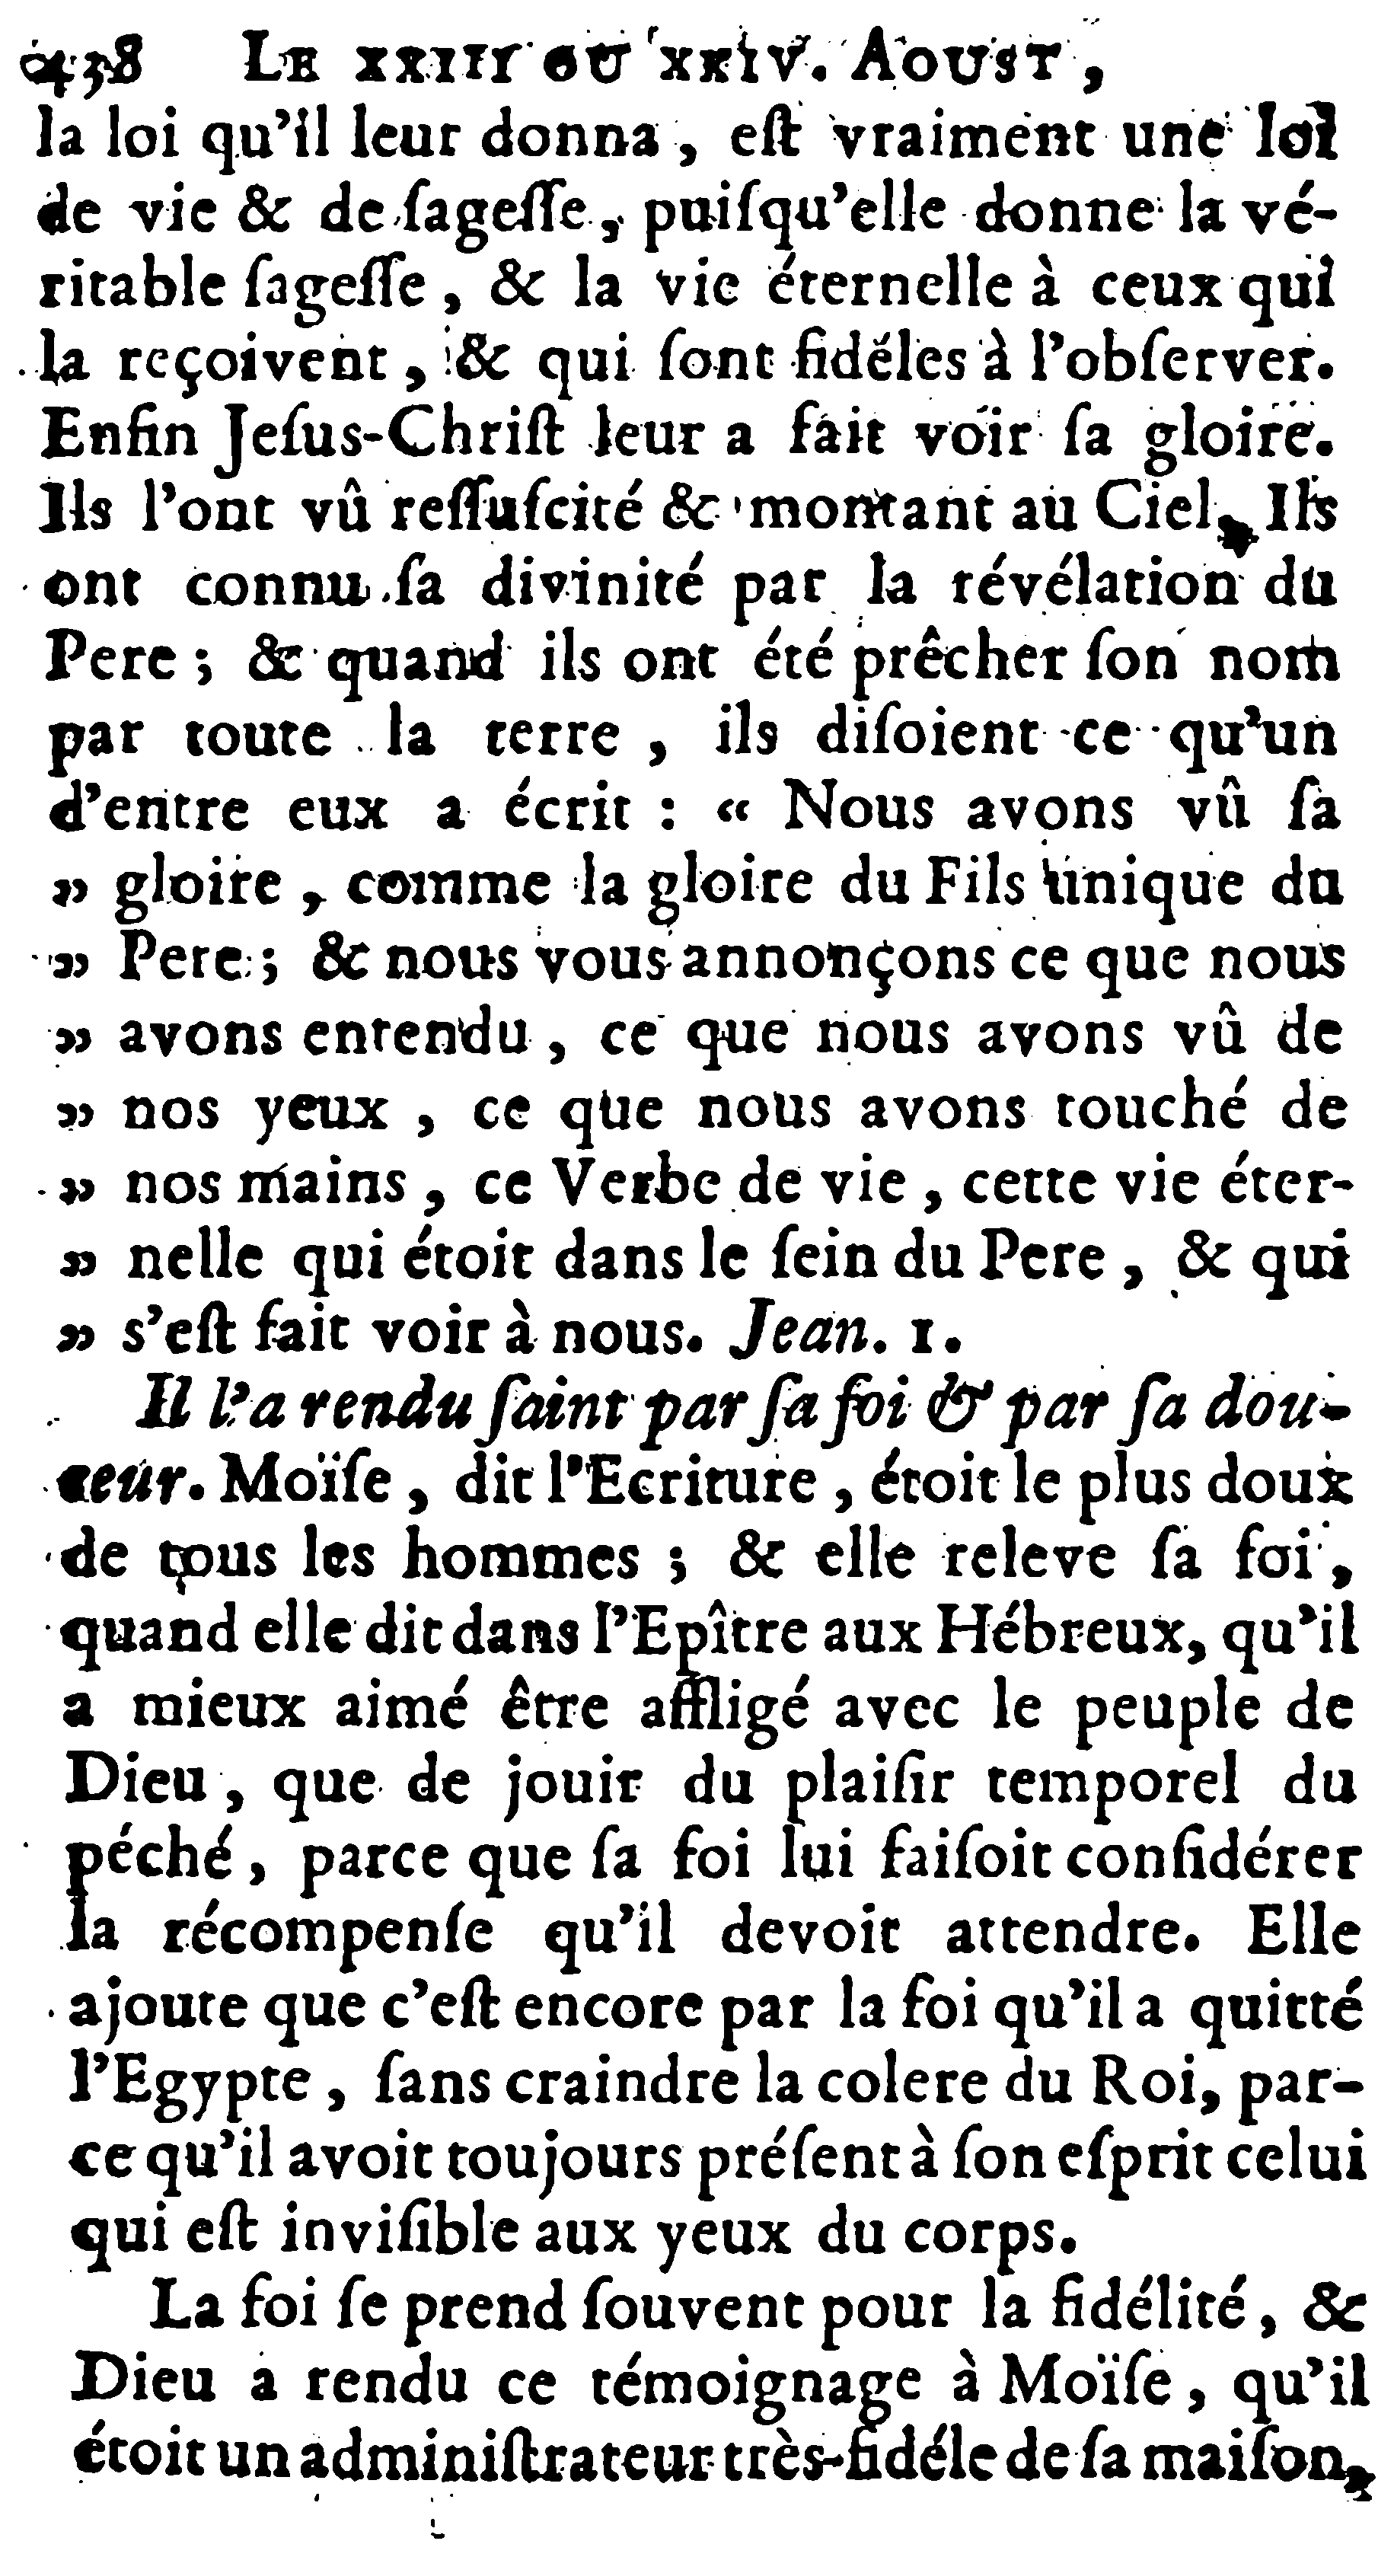 438 LE XXIII OU XXIV. AOUST,
la loi qu'il leur donna, eſt vraiment une loi
de vie & de ſageſſe, puiſqu'elle donne la vé-
ritable ſageſſe, & la vie éternelle à ceux qui
la reçoivent, & qui ſont fidéles à l'obſerver.
Enfin Jeſus-Chriſt leur a fait voir ſa gloire.
Ils l'ont vû reſſuſcité & montant au Ciel. Ils
ont connu ſa divinité par la révélation du
Pere ; & quand ils ont été prêcher ſon nom
par toute la terre, ils diſoient ce qu'un
d'entre eux a écrit : « Nous avons vû ſa
» gloire, comme la gloire du Fils unique du
» Pere ; & nous vous annonçons ce que nous
» avons entendu, ce que nous avons vû de
» nos yeux, ce que nous avons touché de
» nos mains, ce Verbe de vie, cette vie éter-
» nelle qui étoit dans le ſein du Pere, & qui
» s'eſt fait voir à nous. Jean. 1.
Il l'a rendu ſaint par ſa foi & par ſa dou-
ceur. Moïſe, dit l'Ecriture, étoit le plus doux
de tous les hommes ; & elle releve ſa foi,
quand elle dit dans l'Epître aux Hébreux, qu'il
a mieux aimé être affligé avec le peuple de
Dieu, que de jouir du plaiſir temporel du
péché, parce que ſa foi lui faiſoit conſidérer
la récompenſe qu'il devoit attendre. Elle
ajoute que c'eſt encore par la foi qu'il a quitté
l'Egypte, ſans craindre la colere du Roi, par-
ce qu'il avoit toujours préſent à ſon eſprit celui
qui eſt inviſible aux yeux du corps.
La foi ſe prend ſouvent pour la fidélité, &
Dieu a rendu ce témoignage à Moïſe, qu'il
étoit un adminiſtrateur très-fidéle de ſa maiſon,